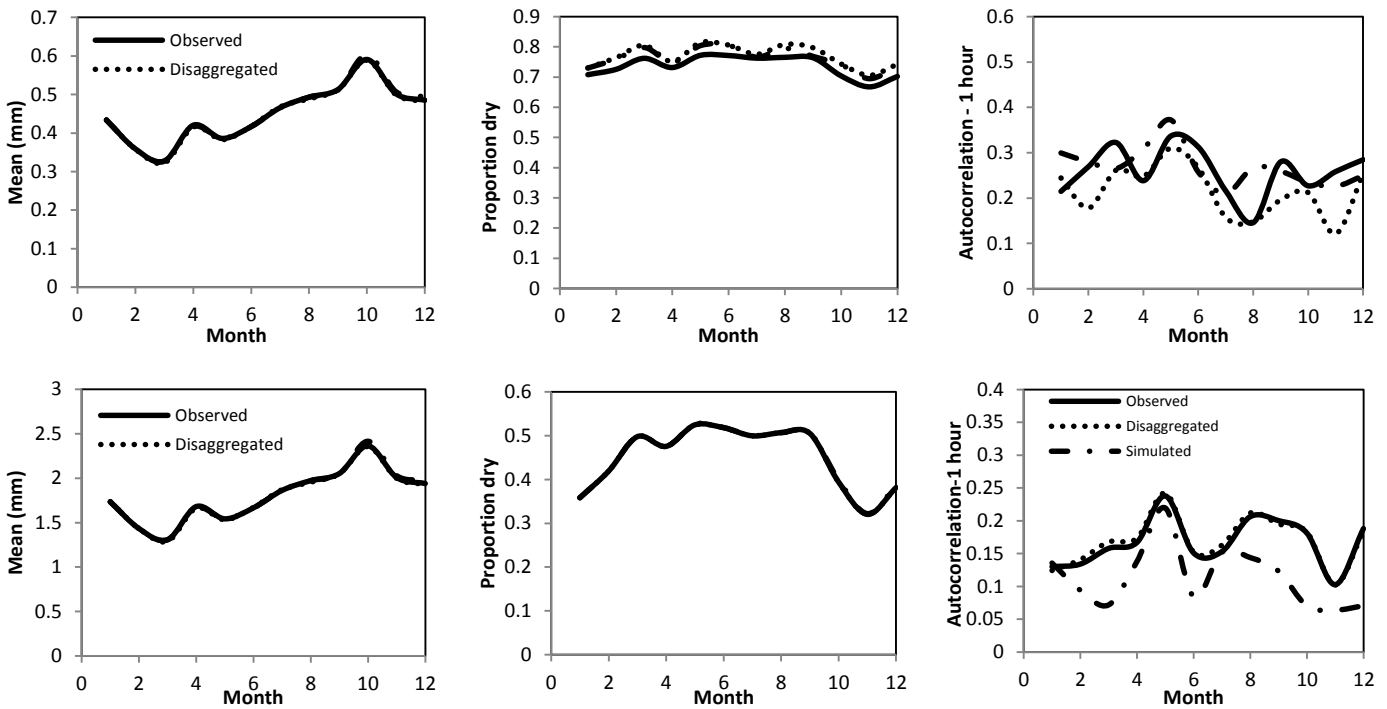 0.7
0.6
0.5
0.4
0.3
0.2
0.1
0
Mean (mm)
Observed
Disaggregated
0 2 4 6 8 10 12
Month
0.9
0.8
0.7
0.6
0.5
0.4
0.3
0.2
0.1
0
Proportion dry
0 2 4 6 8 10 12
Month
0.6
0.5
0.4
0.3
0.2
0.1
0
Autocorrelation - 1 hour
0 2 4 6 8 10 12
Month
3
2.5
2
1.5
1
0.5
0
Mean (mm)
Observed
Disaggregated
0 2 4 6 8 10 12
Month
0.6
0.5
0.4
0.3
0.2
0.1
0
Proportion dry
0 2 4 6 8 10 12
Month
0.4
0.35
0.3
0.25
0.2
0.15
0.1
0.05
0
Autocorrelation-1 hour
Observed
Disaggregated
Simulated
0 2 4 6 8 10 12
Month